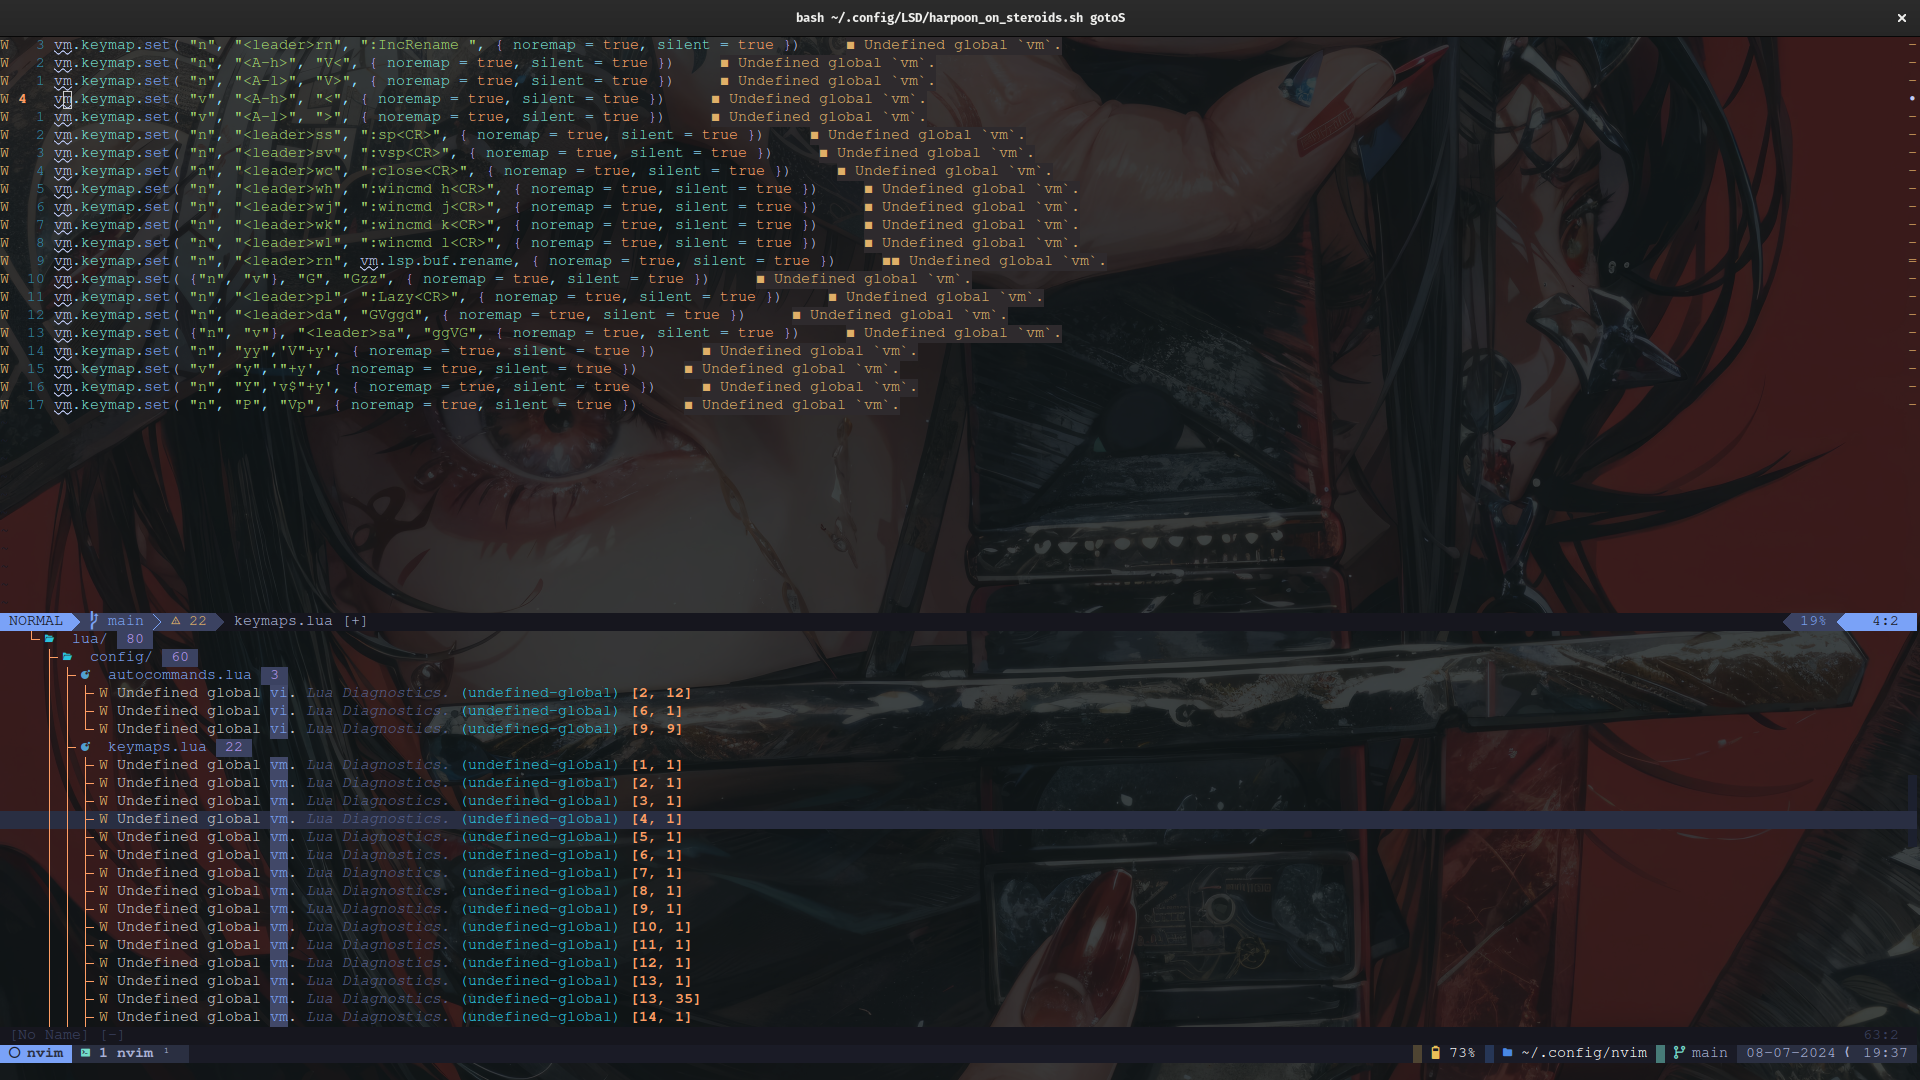 bash ~/.config/LSD/harpoon_on_steroids.sh gotoS ×
W 3 vm.keymap.set( "n", "<leader>rn", ":IncRename ", { noremap = true, silent = true }) ■ Undefined global `vm`.
W 2 vm.keymap.set( "n", "<A-h>", "V<", { noremap = true, silent = true }) ■ Undefined global `vm`.
W 1 vm.keymap.set( "n", "<A-l>", "V>", { noremap = true, silent = true }) ■ Undefined global `vm`.
W 4 vm.keymap.set( "v", "<A-h>", "<", { noremap = true, silent = true }) ■ Undefined global `vm`.
W 1 vm.keymap.set( "v", "<A-l>", ">", { noremap = true, silent = true }) ■ Undefined global `vm`.
W 2 vm.keymap.set( "n", "<leader>ss", ":sp<CR>", { noremap = true, silent = true }) ■ Undefined global `vm`.
W 3 vm.keymap.set( "n", "<leader>sv", ":vsp<CR>", { noremap = true, silent = true }) ■ Undefined global `vm`.
W 4 vm.keymap.set( "n", "<leader>wc", ":close<CR>", { noremap = true, silent = true }) ■ Undefined global `vm`.
W 5 vm.keymap.set( "n", "<leader>wh", ":wincmd h<CR>", { noremap = true, silent = true }) ■ Undefined global `vm`.
W 6 vm.keymap.set( "n", "<leader>wj", ":wincmd j<CR>", { noremap = true, silent = true }) ■ Undefined global `vm`.
W 7 vm.keymap.set( "n", "<leader>wk", ":wincmd k<CR>", { noremap = true, silent = true }) ■ Undefined global `vm`.
W 8 vm.keymap.set( "n", "<leader>wl", ":wincmd l<CR>", { noremap = true, silent = true }) ■ Undefined global `vm`.
W 9 vm.keymap.set( "n", "<leader>rn", vm.lsp.buf.rename, { noremap = true, silent = true }) ■■ Undefined global `vm`.
W 10 vm.keymap.set( {"n", "v"}, "G", "Gzz", { noremap = true, silent = true }) ■ Undefined global `vm`.
W 11 vm.keymap.set( "n", "<leader>pl", ":Lazy<CR>", { noremap = true, silent = true }) ■ Undefined global `vm`.
W 12 vm.keymap.set( "n", "<leader>da", "GVggd", { noremap = true, silent = true }) ■ Undefined global `vm`.
W 13 vm.keymap.set( {"n", "v"}, "<leader>sa", "ggVG", { noremap = true, silent = true }) ■ Undefined global `vm`.
W 14 vm.keymap.set( "n", "yy",'V"+y', { noremap = true, silent = true }) ■ Undefined global `vm`.
W 15 vm.keymap.set( "v", "y",'"+y', { noremap = true, silent = true }) ■ Undefined global `vm`.
W 16 vm.keymap.set( "n", "Y",'v$"+y', { noremap = true, silent = true }) ■ Undefined global `vm`.
W 17 vm.keymap.set( "n", "P", "Vp", { noremap = true, silent = true }) ■ Undefined global `vm`.
NORMAL main ⚠ 22 keymaps.lua [+] 19% 4:2
lua/ 80
config/ 60
autocommands.lua 3
W Undefined global vi. Lua Diagnostics. (undefined-global) [2, 12]
W Undefined global vi. Lua Diagnostics. (undefined-global) [6, 1]
W Undefined global vi. Lua Diagnostics. (undefined-global) [9, 9]
keymaps.lua 22
W Undefined global vm. Lua Diagnostics. (undefined-global) [1, 1]
W Undefined global vm. Lua Diagnostics. (undefined-global) [2, 1]
W Undefined global vm. Lua Diagnostics. (undefined-global) [3, 1]
W Undefined global vm. Lua Diagnostics. (undefined-global) [4, 1]
W Undefined global vm. Lua Diagnostics. (undefined-global) [5, 1]
W Undefined global vm. Lua Diagnostics. (undefined-global) [6, 1]
W Undefined global vm. Lua Diagnostics. (undefined-global) [7, 1]
W Undefined global vm. Lua Diagnostics. (undefined-global) [8, 1]
W Undefined global vm. Lua Diagnostics. (undefined-global) [9, 1]
W Undefined global vm. Lua Diagnostics. (undefined-global) [10, 1]
W Undefined global vm. Lua Diagnostics. (undefined-global) [11, 1]
W Undefined global vm. Lua Diagnostics. (undefined-global) [12, 1]
W Undefined global vm. Lua Diagnostics. (undefined-global) [13, 1]
W Undefined global vm. Lua Diagnostics. (undefined-global) [13, 35]
W Undefined global vm. Lua Diagnostics. (undefined-global) [14, 1]
[No Name] [-] 63:2
nvim 1 nvim ¹ 73% ~/.config/nvim main 08-07-2024 ( 19:37